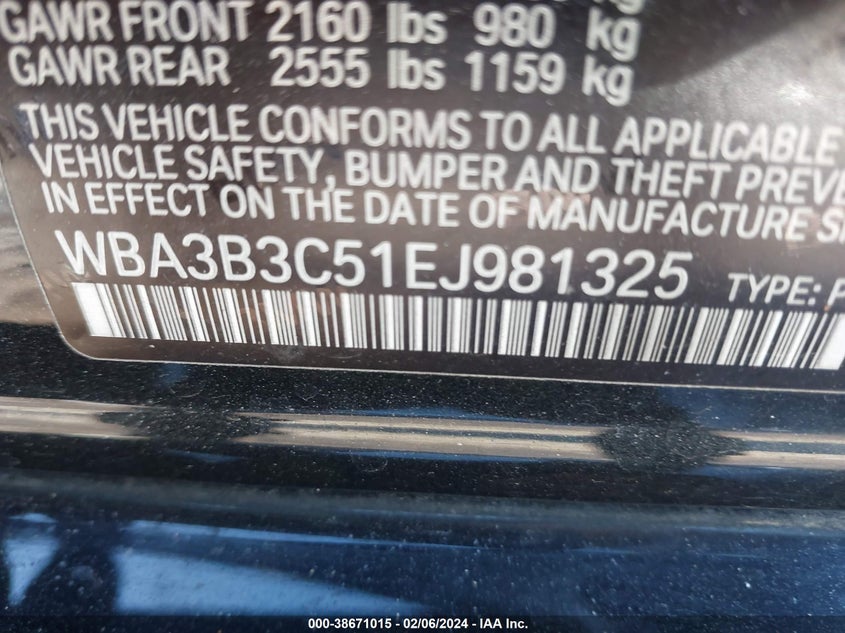 GAWR FRONT 2160 lbs 980 kg
GAWR REAR 2555 lbs 1159 kg
THIS VEHICLE CONFORMS TO ALL APPLICABLE
VEHICLE SAFETY, BUMPER AND THEFT PREVE
IN EFFECT ON THE DATE OF MANUFACTURE S
WBA3B3C51EJ981325 TYPE: P
000-38671015 - 02/06/2024 - IAA Inc.